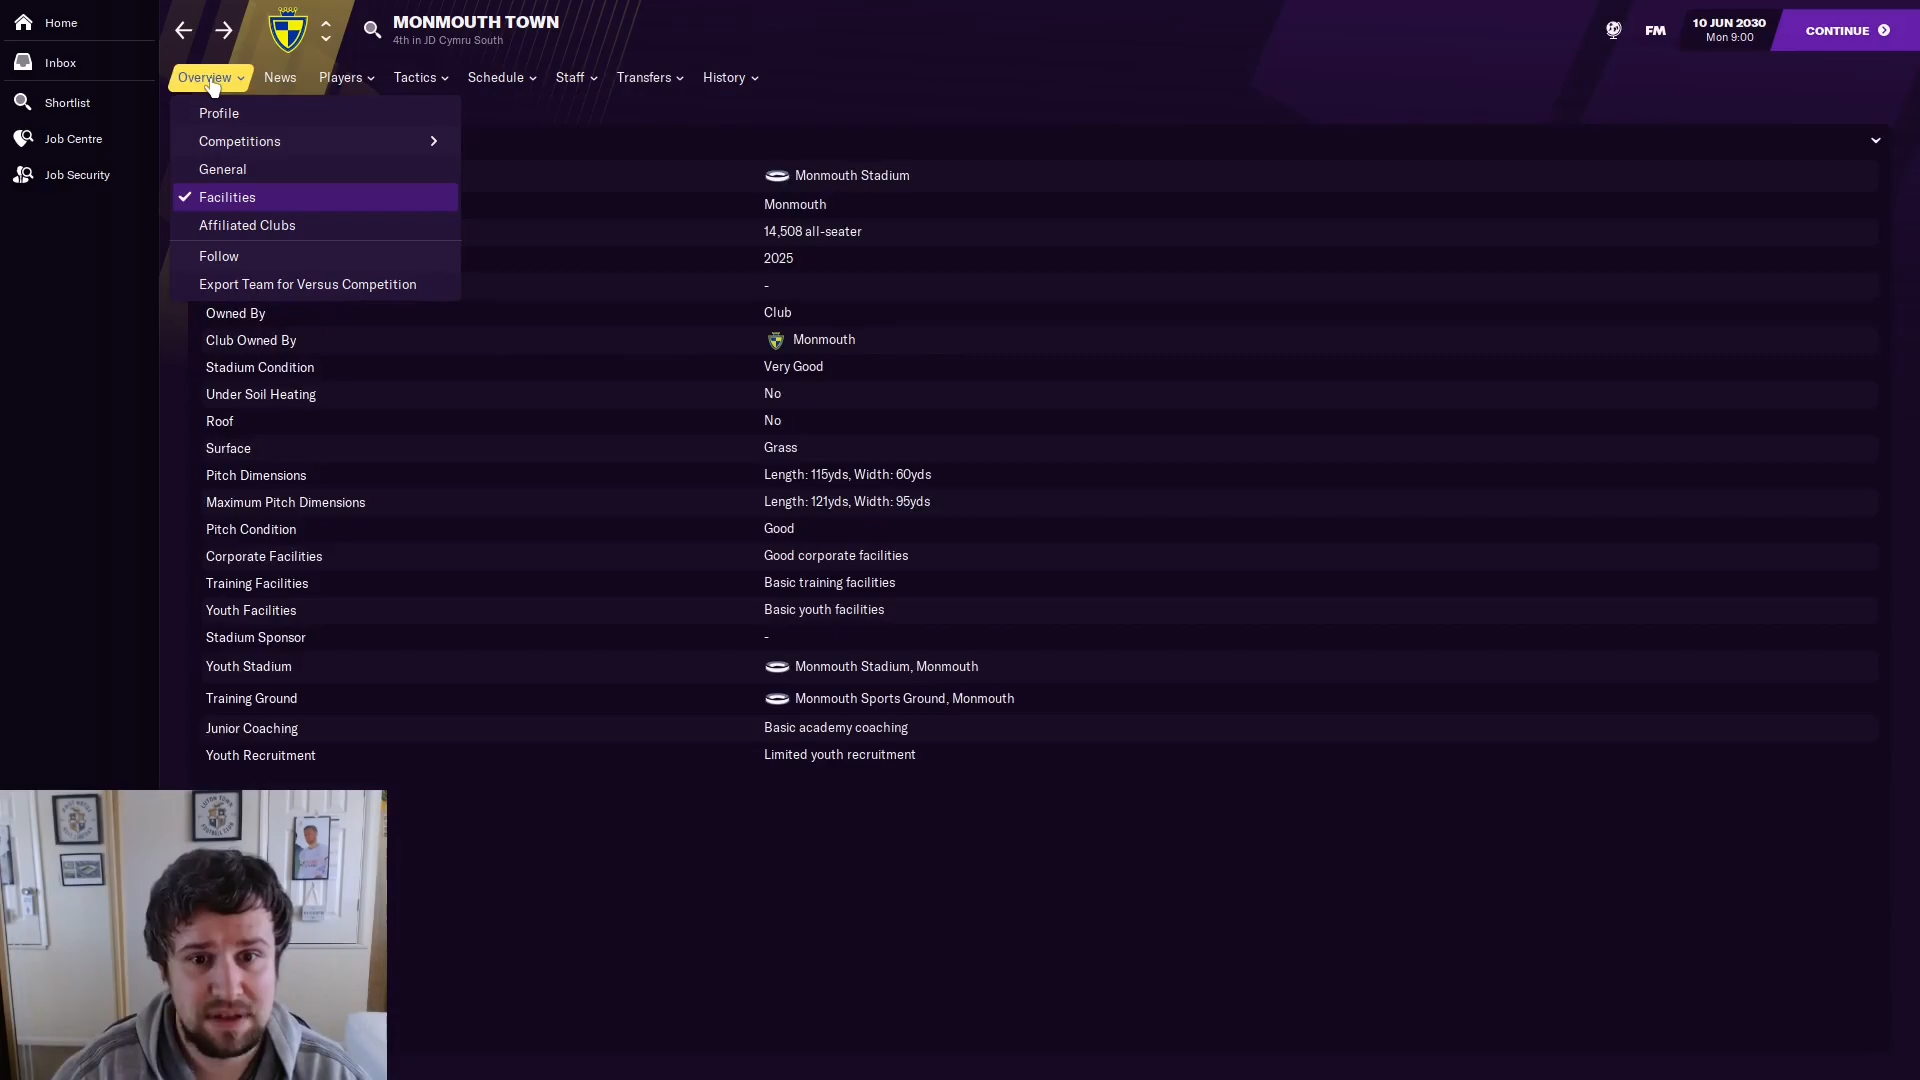 Home
Inbox
Shortlist
Job Centre
Job Security
MONMOUTH TOWN
4th in JD Cymru South
FM
10 JUN 2030
Mon 9:00
CONTINUE
Overview
News
Players
Tactics
Schedule
Staff
Transfers
History
Profile
Competitions
General
Facilities
Affiliated Clubs
Follow
Export Team for Versus Competition
Monmouth Stadium
Monmouth
14,508 all-seater
2025
-
Owned By Club
Club Owned By Monmouth
Stadium Condition Very Good
Under Soil Heating No
Roof No
Surface Grass
Pitch Dimensions Length: 115yds, Width: 60yds
Maximum Pitch Dimensions Length: 121yds, Width: 95yds
Pitch Condition Good
Corporate Facilities Good corporate facilities
Training Facilities Basic training facilities
Youth Facilities Basic youth facilities
Stadium Sponsor -
Youth Stadium Monmouth Stadium, Monmouth
Training Ground Monmouth Sports Ground, Monmouth
Junior Coaching Basic academy coaching
Youth Recruitment Limited youth recruitment